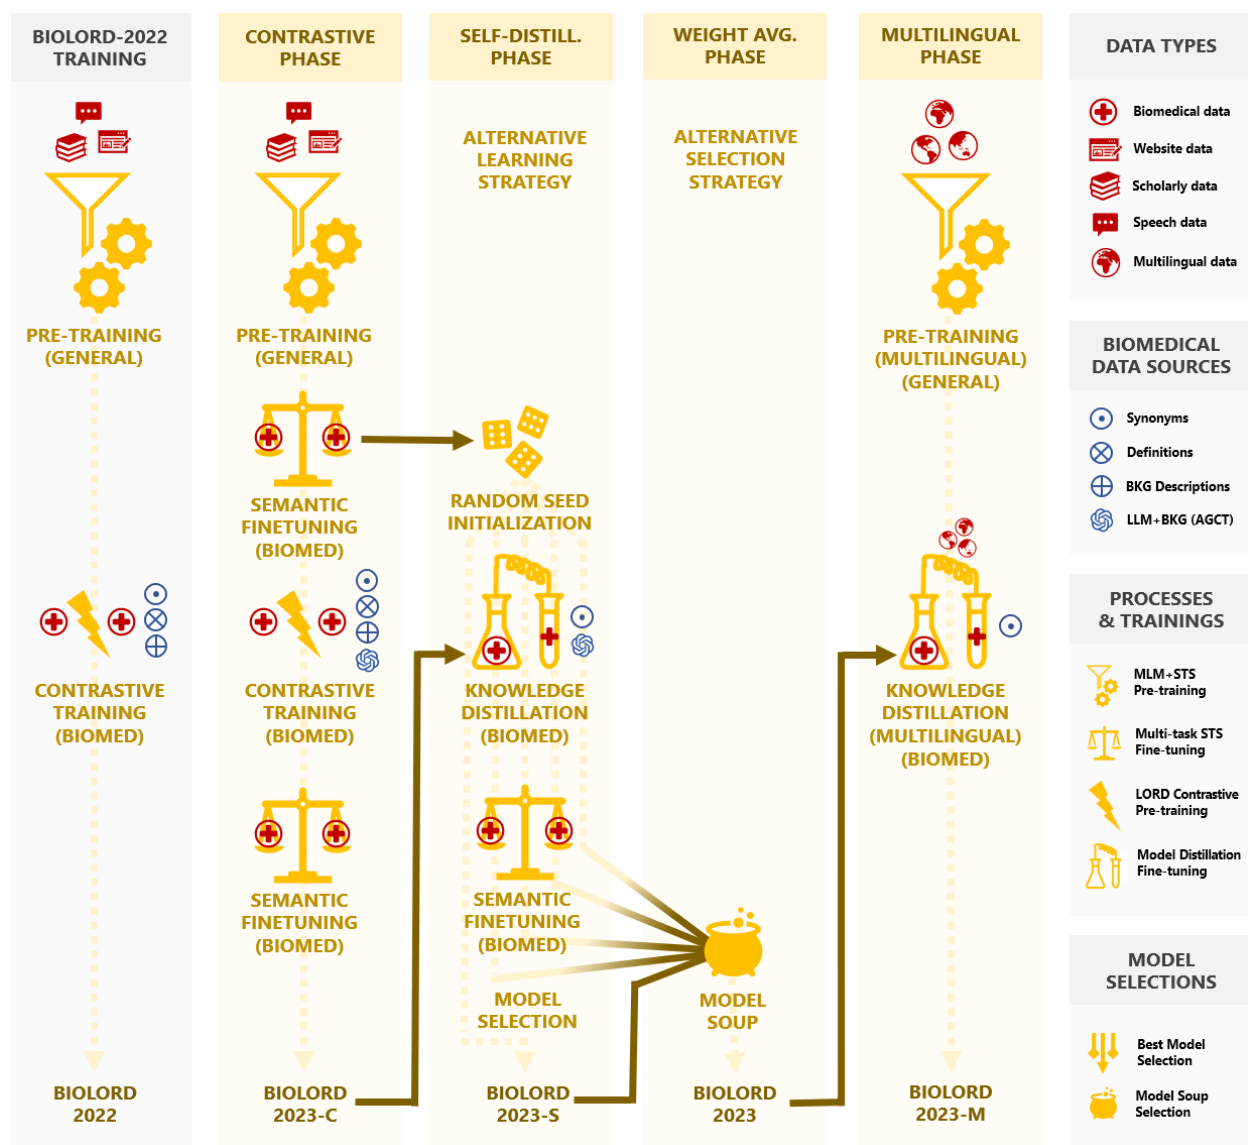 BIOLORD-2022
TRAINING
PRE-TRAINING
(GENERAL)
CONTRASTIVE
TRAINING
(BIOMED)
BIOLORD
2022
CONTRASTIVE
PHASE
PRE-TRAINING
(GENERAL)
SEMANTIC
FINETUNING
(BIOMED)
CONTRASTIVE
TRAINING
(BIOMED)
SEMANTIC
FINETUNING
(BIOMED)
BIOLORD
2023-C
SELF-DISTILL.
PHASE
ALTERNATIVE
LEARNING
STRATEGY
RANDOM SEED
INITIALIZATION
KNOWLEDGE
DISTILLATION
(BIOMED)
SEMANTIC
FINETUNING
(BIOMED)
MODEL
SELECTION
BIOLORD
2023-S
WEIGHT AVG.
PHASE
ALTERNATIVE
SELECTION
STRATEGY
MODEL
SOUP
BIOLORD
2023
MULTILINGUAL
PHASE
PRE-TRAINING
(MULTILINGUAL)
(GENERAL)
KNOWLEDGE
DISTILLATION
(MULTILINGUAL)
(BIOMED)
BIOLORD
2023-M
DATA TYPES
Biomedical data
Website data
Scholarly data
Speech data
Multilingual data
BIOMEDICAL
DATA SOURCES
Synonyms
Definitions
BKG Descriptions
LLM+BKG (AGCT)
PROCESSES
& TRAININGS
MLM+STS
Pre-training
Multi-task STS
Fine-tuning
LORD Contrastive
Pre-training
Model Distillation
Fine-tuning
MODEL
SELECTIONS
Best Model
Selection
Model Soup
Selection